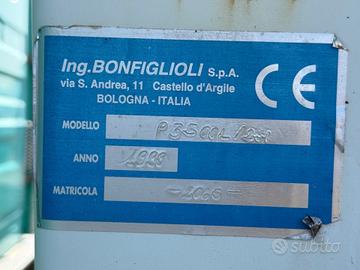 Ing.BONFIGLIOLI S.p.A.
via S. Andrea, 11 Castello d'Argile
BOLOGNA - ITALIA
CE
MODELLO
ANNO
MATRICOLA
subito